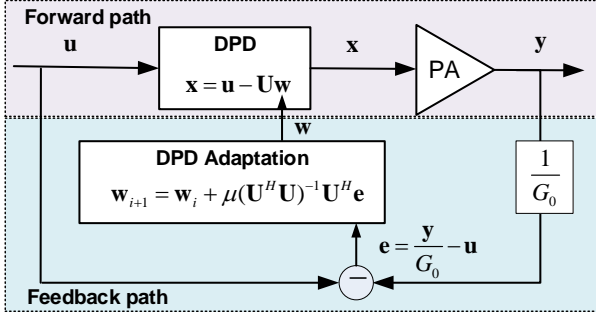 Forward path
u
DPD
x = u − Uw
x
PA
y
w
DPD Adaptation
w_{i+1} = w_i + μ(U^H U)^{-1} U^H e
1
G_0
e = y/G_0 − u
−
Feedback path